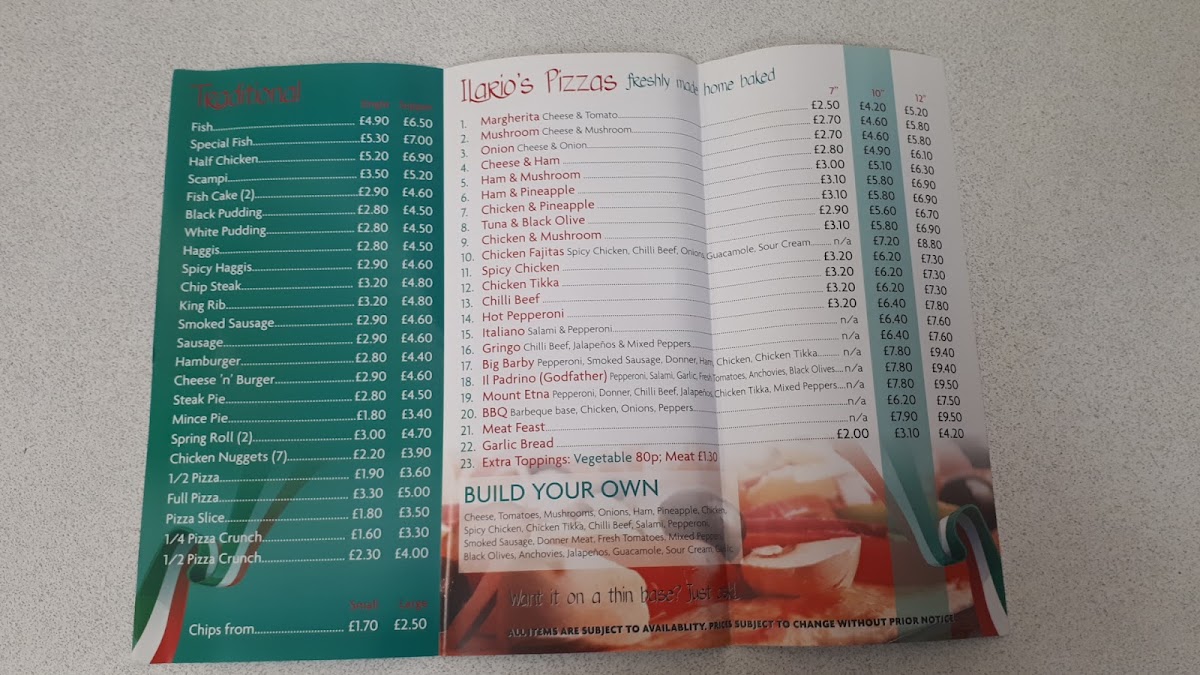 Traditional
Fish £4.90 £6.50
Special Fish £5.30 £7.00
Half Chicken £5.20 £6.90
Scampi £3.50 £5.20
Fish Cake (2) £2.90 £4.60
Black Pudding £2.80 £4.50
White Pudding £2.80 £4.50
Haggis £2.80 £4.50
Spicy Haggis £2.90 £4.60
Chip Steak £3.20 £4.80
King Rib £3.20 £4.80
Smoked Sausage £2.90 £4.60
Sausage £2.90 £4.60
Hamburger £2.80 £4.40
Cheese 'n' Burger £2.90 £4.60
Steak Pie £2.80 £4.50
Mince Pie £1.80 £3.40
Spring Roll (2) £3.00 £4.70
Chicken Nuggets (7) £2.20 £3.90
1/2 Pizza £1.90 £3.60
Full Pizza £3.30 £5.00
Pizza Slice £1.80 £3.50
1/4 Pizza Crunch £1.60 £3.30
1/2 Pizza Crunch £2.30 £4.00
Small Large
Chips from £1.70 £2.50
Ilario's Pizzas freshly made home baked
7" 10" 12"
1. Margherita Cheese & Tomato £2.50 £4.20 £5.20
2. Mushroom Cheese & Mushroom £2.70 £4.60 £5.80
3. Onion Cheese & Onion £2.70 £4.60 £5.80
4. Cheese & Ham £2.80 £4.90 £6.10
5. Ham & Mushroom £3.00 £5.10 £6.30
6. Ham & Pineapple £3.10 £5.80 £6.90
7. Chicken & Pineapple £3.10 £5.80 £6.90
8. Tuna & Black Olive £2.90 £5.60 £6.70
9. Chicken & Mushroom £3.10 £5.80 £6.90
10. Chicken Fajitas Spicy Chicken, Chilli Beef, Onions, Guacamole, Sour Cream n/a £7.20 £8.80
11. Spicy Chicken £3.20 £6.20 £7.30
12. Chicken Tikka £3.20 £6.20 £7.30
13. Chilli Beef £3.20 £6.20 £7.30
14. Hot Pepperoni £3.20 £6.40 £7.80
15. Italiano Salami & Pepperoni n/a £6.40 £7.60
16. Gringo Chilli Beef, Jalapeños & Mixed Peppers n/a £6.40 £7.60
17. Big Barby Pepperoni, Smoked Sausage, Donner, Ham, Chicken, Chicken Tikka n/a £7.80 £9.40
18. Il Padrino (Godfather) Pepperoni, Salami, Garlic, Fresh Tomatoes, Anchovies, Black Olives n/a £7.80 £9.40
19. Mount Etna Pepperoni, Donner, Chilli Beef, Jalapeños, Chicken Tikka, Mixed Peppers n/a £7.80 £9.50
20. BBQ Barbeque base, Chicken, Onions, Peppers n/a £6.20 £7.50
21. Meat Feast n/a £7.90 £9.50
22. Garlic Bread £2.00 £3.10 £4.20
23. Extra Toppings: Vegetable 80p; Meat £1.30
BUILD YOUR OWN
Cheese, Tomatoes, Mushrooms, Onions, Ham, Pineapple, Chicken,
Spicy Chicken, Chicken Tikka, Chilli Beef, Salami, Pepperoni,
Smoked Sausage, Donner Meat, Fresh Tomatoes, Mixed Peppers,
Black Olives, Anchovies, Jalapeños, Guacamole, Sour Cream, Garlic
Want it on a thin base? Just ask.
ALL ITEMS ARE SUBJECT TO AVAILABLITY, PRICES SUBJECT TO CHANGE WITHOUT PRIOR NOTICE